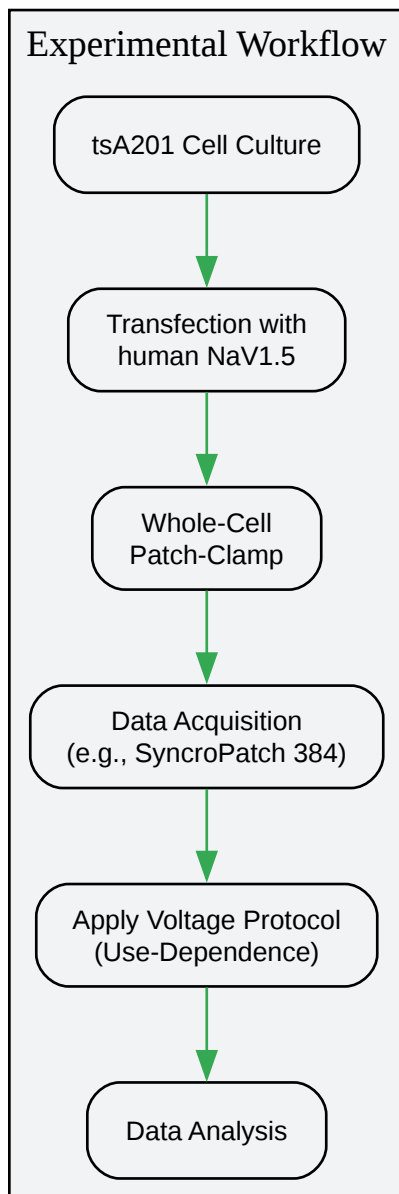 Experimental Workflow
tsA201 Cell Culture
Transfection with
human NaV1.5
Whole-Cell
Patch-Clamp
Data Acquisition
(e.g., SyncroPatch 384)
Apply Voltage Protocol
(Use-Dependence)
Data Analysis